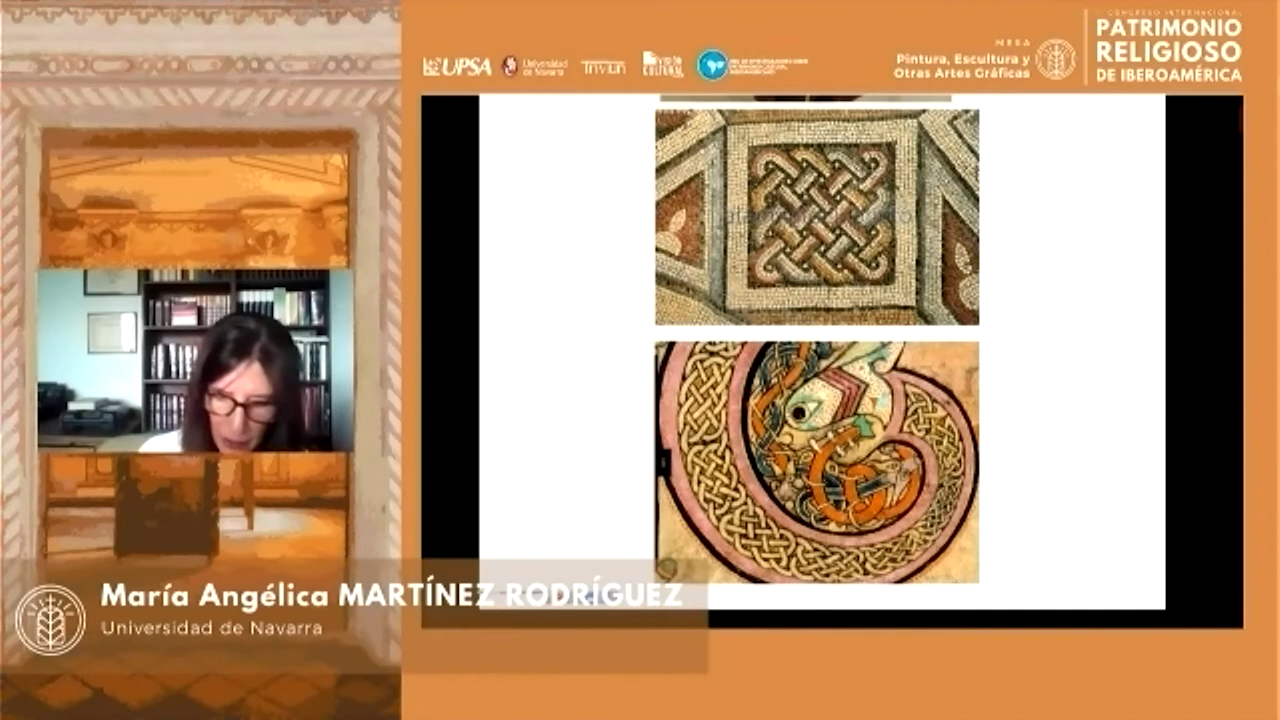 CONGRESO INTERNACIONAL
PATRIMONIO
RELIGIOSO
DE IBEROAMÉRICA
MESA
Pintura, Escultura y
Otras Artes Gráficas
UPSA
Universidad
de Navarra
CULTURAL
María Angélica MARTÍNEZ RODRÍGUEZ
Universidad de Navarra